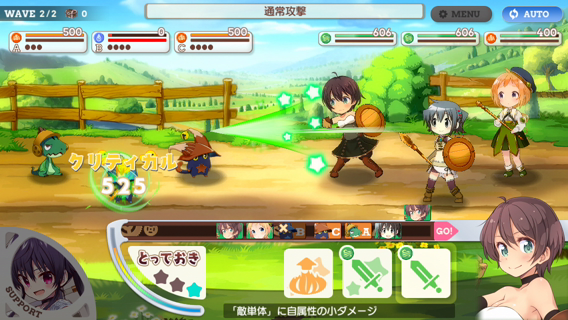 WAVE 2/2 0
通常攻撃
MENU
AUTO
500
A
0
B
500
C
606
606
400
クリティカル
525
B
C
A
GO!
とっておき
SUPPORT
「敵単体」に自属性の小ダメージ